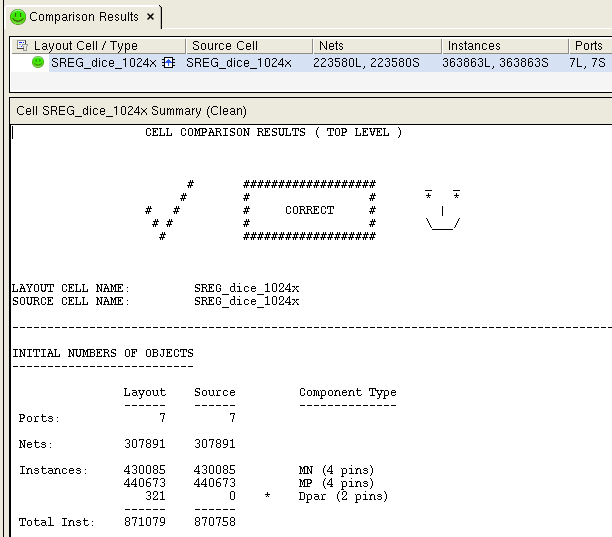 Comparison Results ×
Layout Cell / Type Source Cell Nets Instances Ports
SREG_dice_1024x SREG_dice_1024x 223580L, 223580S 363863L, 363863S 7L, 7S
Cell SREG_dice_1024x Summary (Clean)
CELL COMPARISON RESULTS ( TOP LEVEL )
# ################### _ _
# # # * *
# # # CORRECT # |
# # # # \___/
# ###################
LAYOUT CELL NAME: SREG_dice_1024x
SOURCE CELL NAME: SREG_dice_1024x
--------------------------------------------------------------------------------------
INITIAL NUMBERS OF OBJECTS
--------------------------
Layout Source Component Type
------ ------ --------------
Ports: 7 7
Nets: 307891 307891
Instances: 430085 430085 MN (4 pins)
440673 440673 MP (4 pins)
321 0 * Dpar (2 pins)
------ ------
Total Inst: 871079 870758